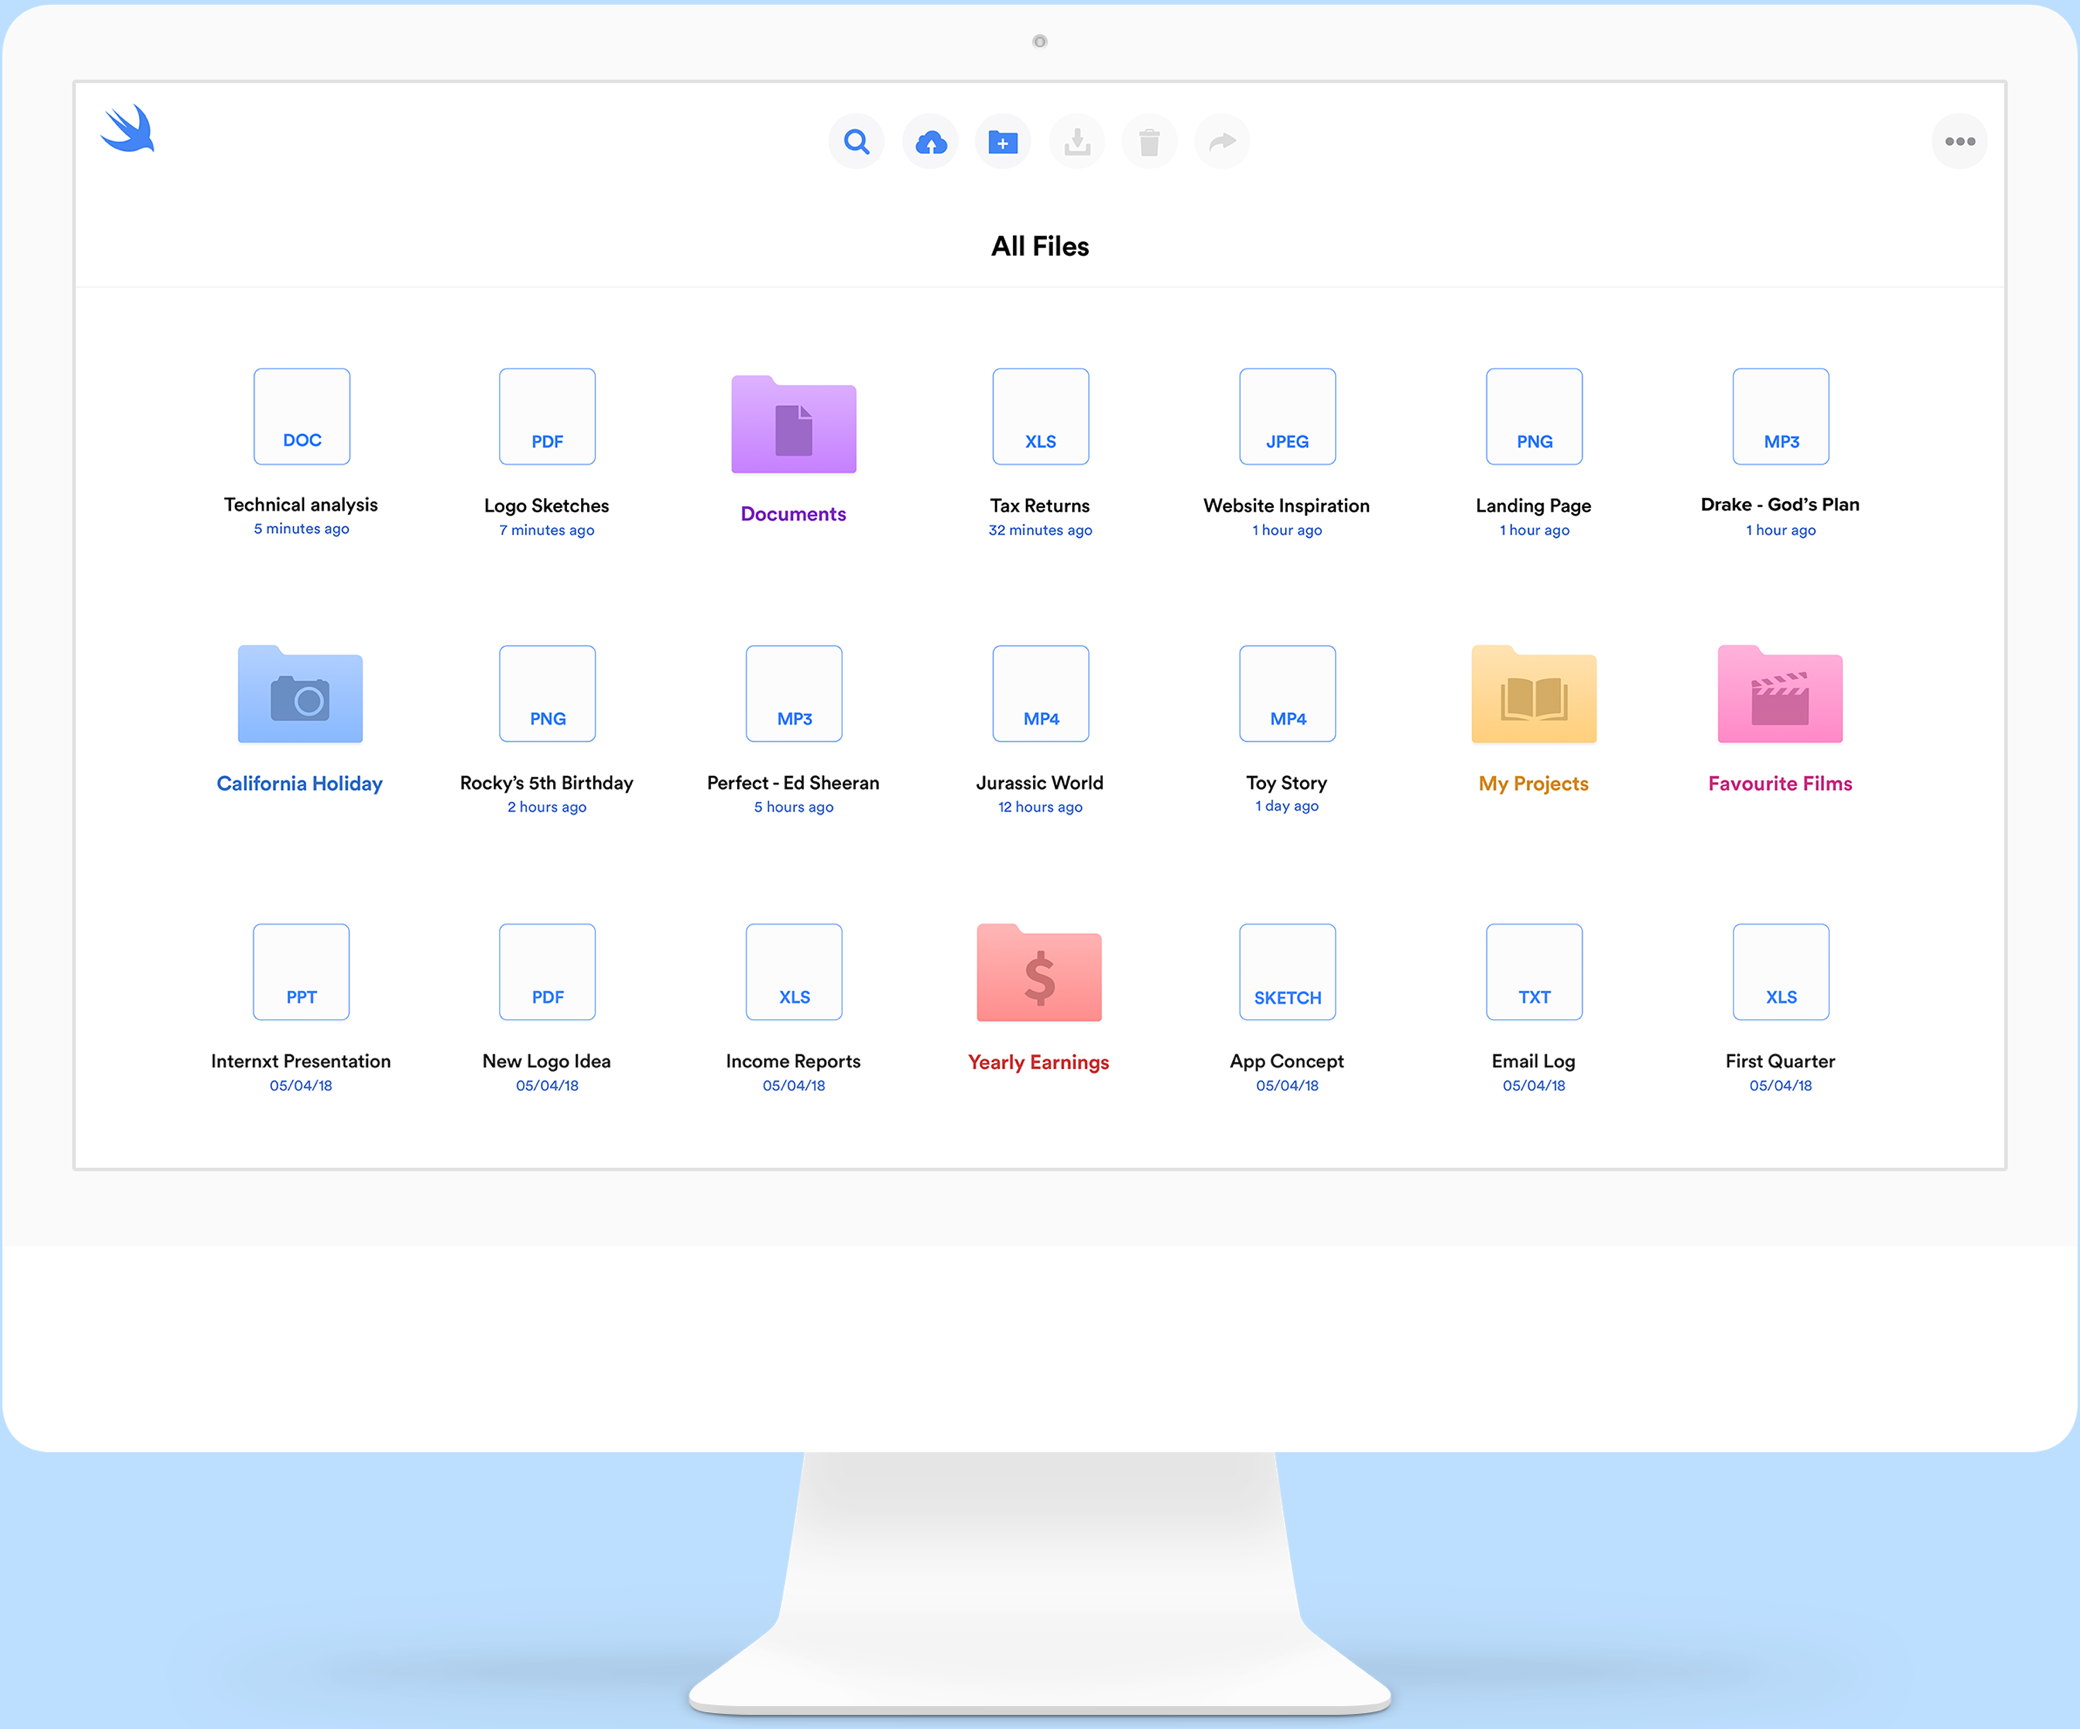 All Files
DOC
Technical analysis
5 minutes ago
PDF
Logo Sketches
7 minutes ago
Documents
XLS
Tax Returns
32 minutes ago
JPEG
Website Inspiration
1 hour ago
PNG
Landing Page
1 hour ago
MP3
Drake - God’s Plan
1 hour ago
California Holiday
PNG
Rocky’s 5th Birthday
2 hours ago
MP3
Perfect - Ed Sheeran
5 hours ago
MP4
Jurassic World
12 hours ago
MP4
Toy Story
1 day ago
My Projects
Favourite Films
PPT
Internxt Presentation
05/04/18
PDF
New Logo Idea
05/04/18
XLS
Income Reports
05/04/18
$
Yearly Earnings
SKETCH
App Concept
05/04/18
TXT
Email Log
05/04/18
XLS
First Quarter
05/04/18